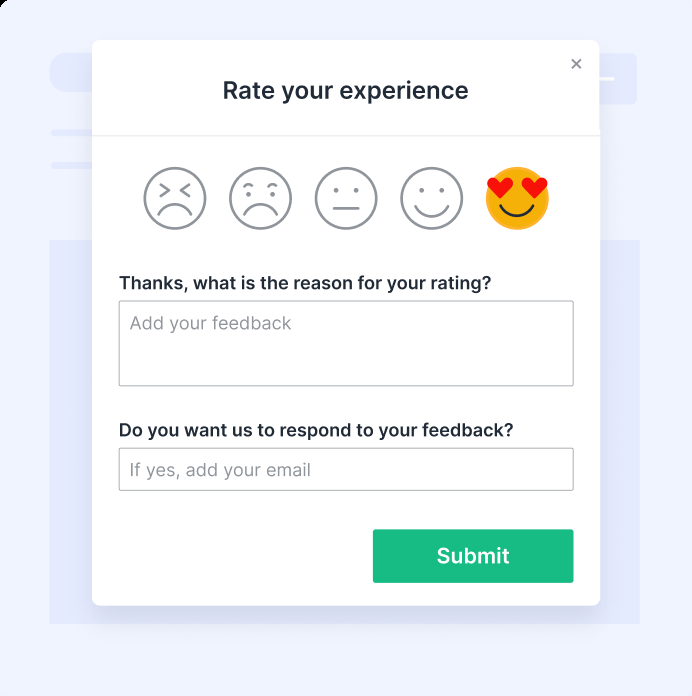 Rate your experience
Thanks, what is the reason for your rating?
Add your feedback
Do you want us to respond to your feedback?
If yes, add your email
Submit